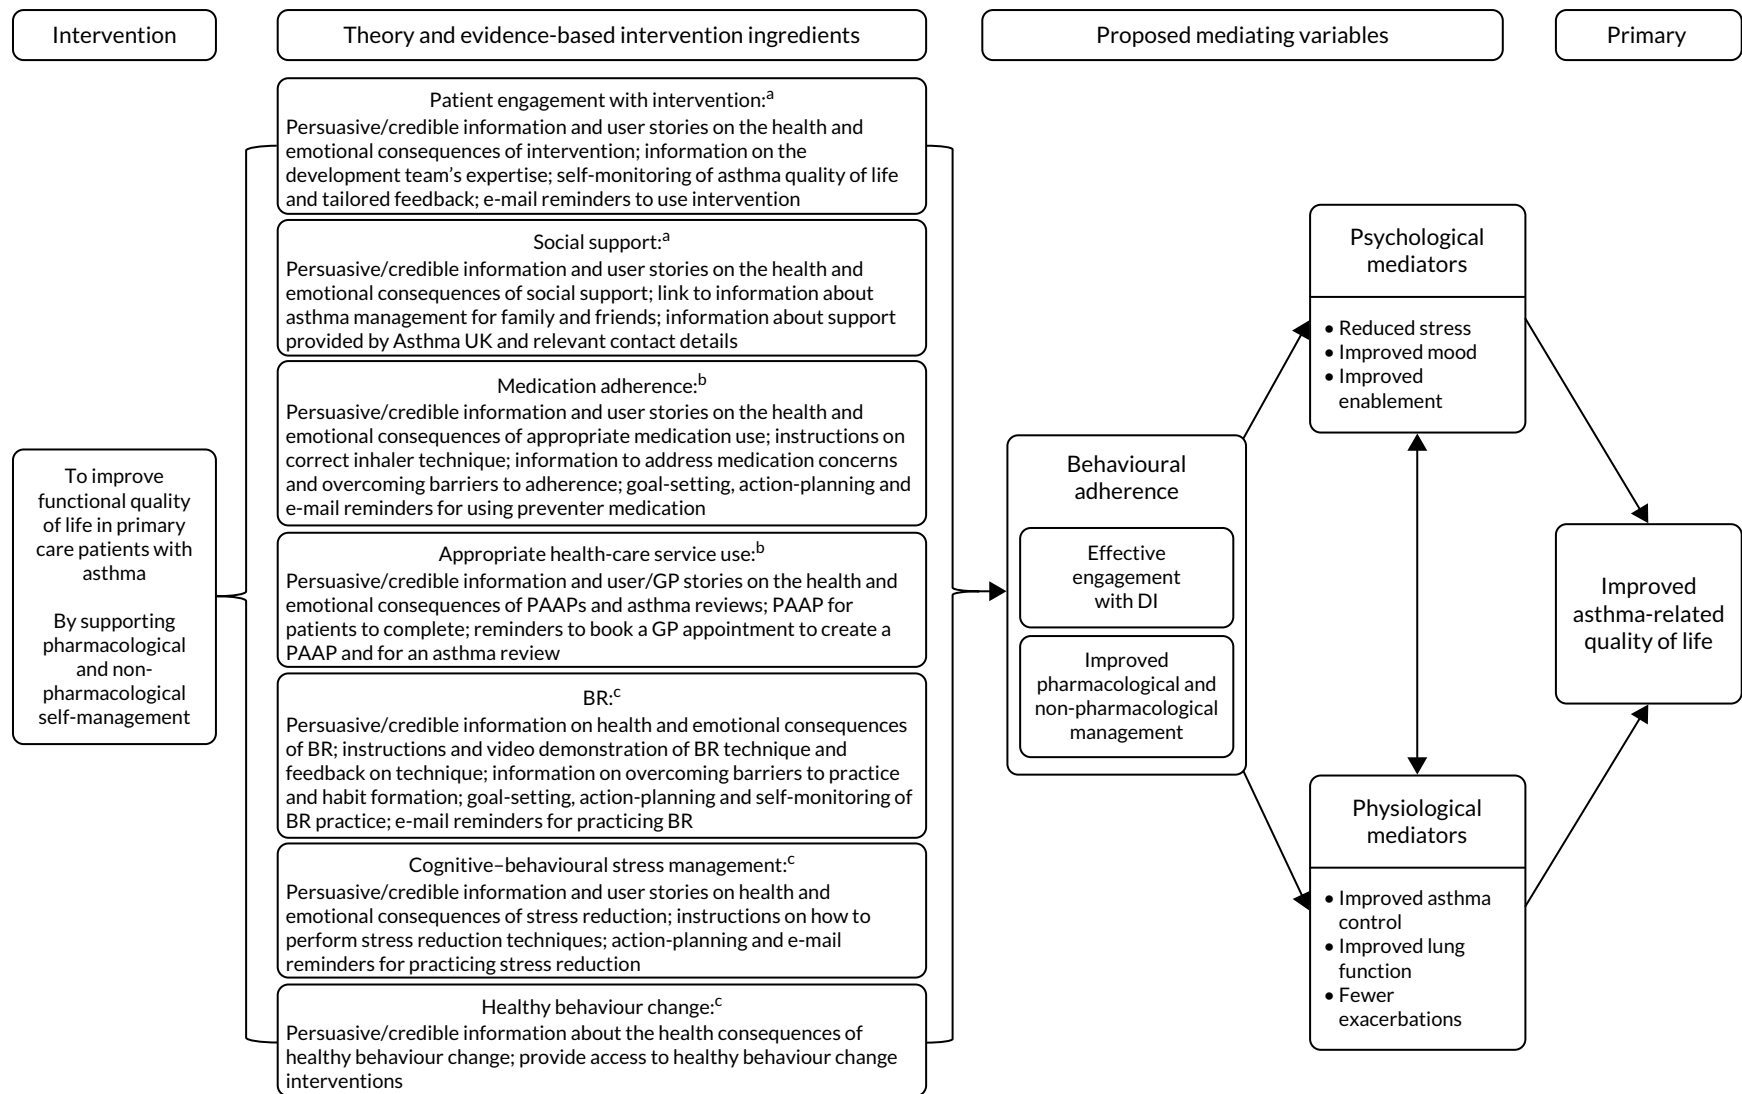 Intervention
Theory and evidence-based intervention ingredients
Proposed mediating variables
Primary
To improve
functional quality
of life in primary
care patients with
asthma
By supporting
pharmacological
and non-
pharmacological
self-management
Patient engagement with intervention:a
Persuasive/credible information and user stories on the health and
emotional consequences of intervention; information on the
development team’s expertise; self-monitoring of asthma quality of life
and tailored feedback; e-mail reminders to use intervention
Social support:a
Persuasive/credible information and user stories on the health and
emotional consequences of social support; link to information about
asthma management for family and friends; information about support
provided by Asthma UK and relevant contact details
Medication adherence:b
Persuasive/credible information and user stories on the health and
emotional consequences of appropriate medication use; instructions on
correct inhaler technique; information to address medication concerns
and overcoming barriers to adherence; goal-setting, action-planning and
e-mail reminders for using preventer medication
Appropriate health-care service use:b
Persuasive/credible information and user/GP stories on the health and
emotional consequences of PAAPs and asthma reviews; PAAP for
patients to complete; reminders to book a GP appointment to create a
PAAP and for an asthma review
BR:c
Persuasive/credible information on health and emotional consequences
of BR; instructions and video demonstration of BR technique and
feedback on technique; information on overcoming barriers to practice
and habit formation; goal-setting, action-planning and self-monitoring of
BR practice; e-mail reminders for practicing BR
Cognitive–behavioural stress management:c
Persuasive/credible information and user stories on health and
emotional consequences of stress reduction; instructions on how to
perform stress reduction techniques; action-planning and e-mail
reminders for practicing stress reduction
Healthy behaviour change:c
Persuasive/credible information about the health consequences of
healthy behaviour change; provide access to healthy behaviour change
interventions
Behavioural
adherence
Effective
engagement
with DI
Improved
pharmacological and
non-pharmacological
management
Psychological
mediators
• Reduced stress
• Improved mood
• Improved
enablement
Physiological
mediators
• Improved asthma
control
• Improved lung
function
• Fewer
exacerbations
Improved
asthma-related
quality of life